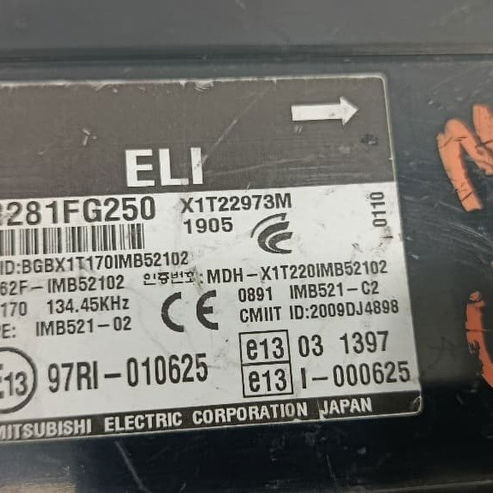 ELI
281FG250 X1T22973M
1905
0110
ID:BGBX1T170IMB52102
62F-IMB52102 인증번호:MDH-X1T220IMB52102
170 134.45KHz CE 0891 IMB521-C2
E: IMB521-02 CMIIT ID:2009DJ4898
E13 97RI-010625 e13 03 1397
e13 I-000625
MITSUBISHI ELECTRIC CORPORATION JAPAN